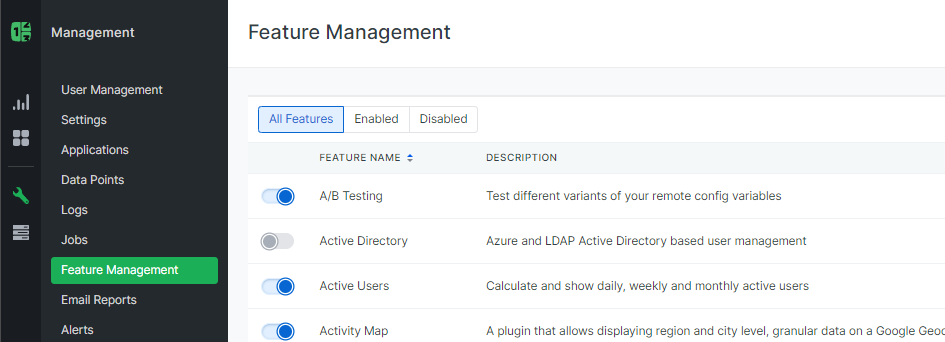 Management
Feature Management
User Management
Settings
Applications
Data Points
Logs
Jobs
Feature Management
Email Reports
Alerts
All Features Enabled Disabled
FEATURE NAME DESCRIPTION
A/B Testing Test different variants of your remote config variables
Active Directory Azure and LDAP Active Directory based user management
Active Users Calculate and show daily, weekly and monthly active users
Activity Map A plugin that allows displaying region and city level, granular data on a Google Geoc